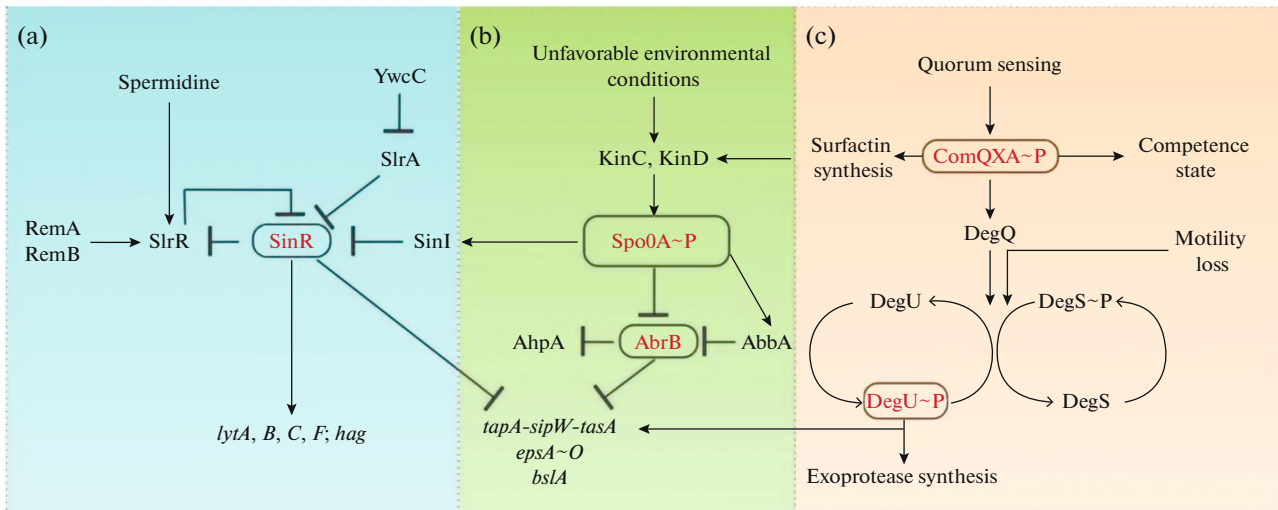 (a)
YwcC
Spermidine
SlrA
RemA
RemB
SlrR
SinR
SinI
lytA, B, C, F; hag
(b)
Unfavorable environmental
conditions
KinC, KinD
Spo0A~P
AhpA
AbrB
AbbA
tapA-sipW-tasA
epsA~O
bslA
(c)
Quorum sensing
Surfactin
synthesis
ComQXA~P
Competence
state
DegQ
Motility
loss
DegU
DegS~P
DegU~P
DegS
Exoprotease synthesis